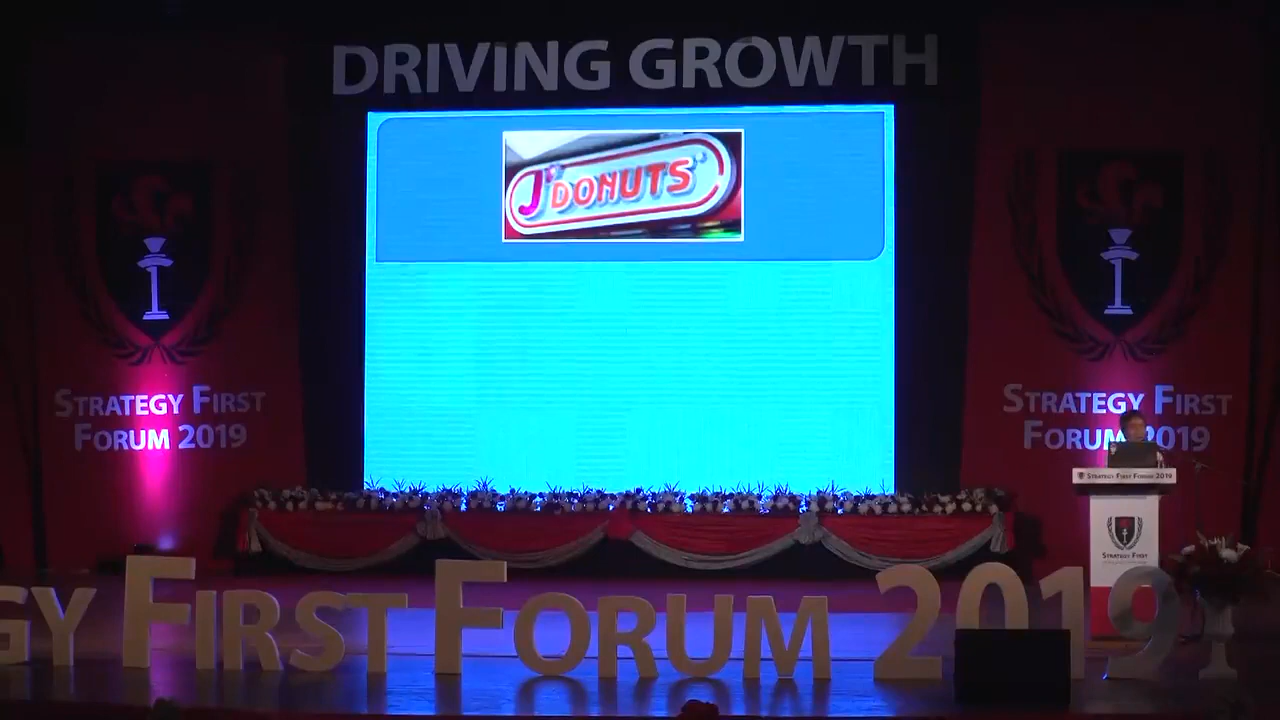 DRIVING GROWTH
J'DONUTS
STRATEGY FIRST
FORUM 2019
STRATEGY FIRST
FORUM 2019
STRATEGY FIRST FORUM 2019
STRATEGY FIRST
GY FIRST FORUM 2019